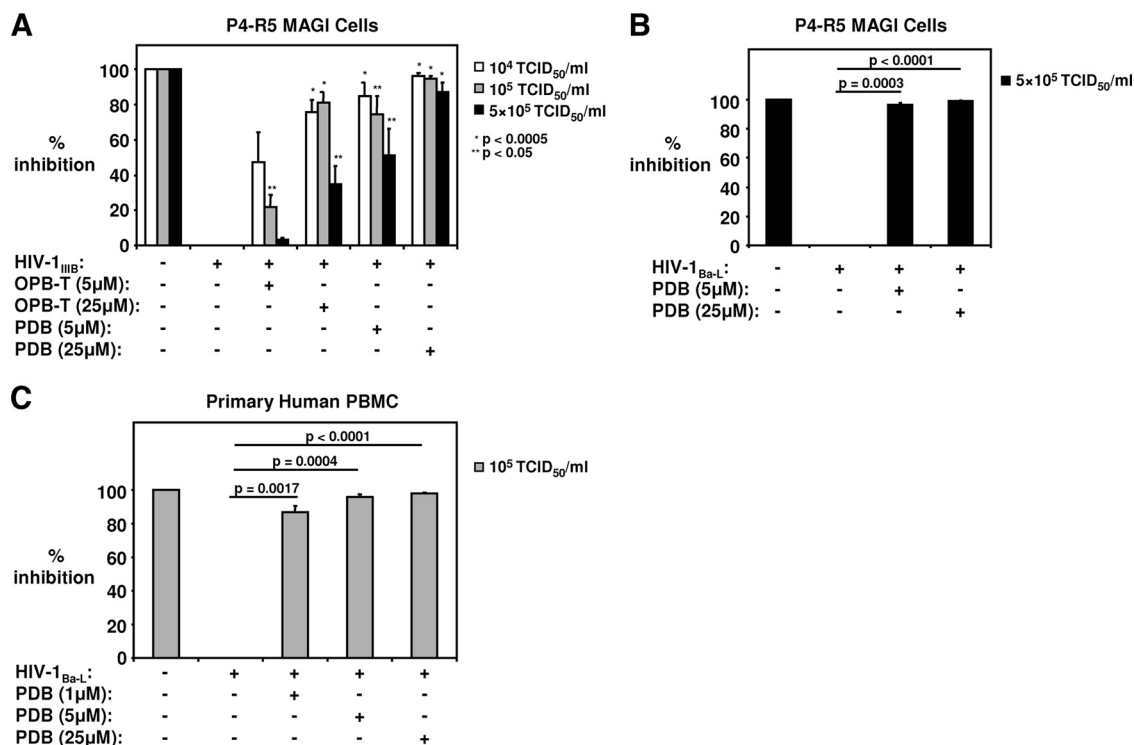 A
P4-R5 MAGI Cells
100
80
60
40
20
0
% inhibition
* * * ** * * *
** ** **
10⁴ TCID₅₀/ml
10⁵ TCID₅₀/ml
5×10⁵ TCID₅₀/ml
* p < 0.0005
** p < 0.05
HIV-1IIIB: - + + + + +
OPB-T (5µM): - - + - - -
OPB-T (25µM): - - - + - -
PDB (5µM): - - - - + -
PDB (25µM): - - - - - +
B
P4-R5 MAGI Cells
p < 0.0001
p = 0.0003
5×10⁵ TCID₅₀/ml
100
80
60
40
20
0
% inhibition
HIV-1Ba-L: - + + +
PDB (5µM): - - + -
PDB (25µM): - - - +
C
Primary Human PBMC
p < 0.0001
p = 0.0004
p = 0.0017
10⁵ TCID₅₀/ml
100
80
60
40
20
0
% inhibition
HIV-1Ba-L: - + + + +
PDB (1µM): - - + - -
PDB (5µM): - - - + -
PDB (25µM): - - - - +